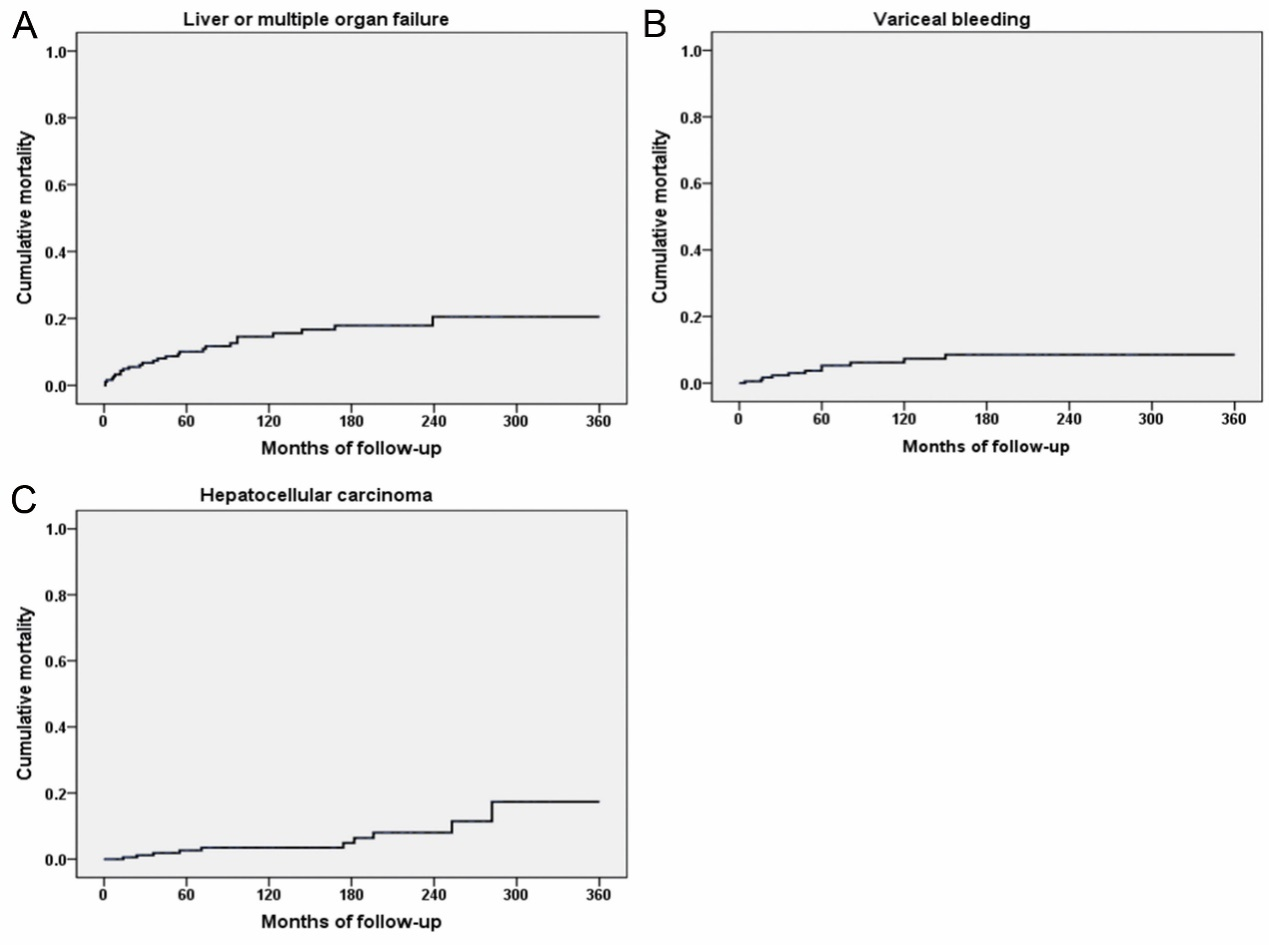 A
Liver or multiple organ failure
1.0
0.8
0.6
0.4
0.2
0.0
Cumulative mortality
0 60 120 180 240 300 360
Months of follow-up
B
Variceal bleeding
1.0
0.8
0.6
0.4
0.2
0.0
Cumulative mortality
0 60 120 180 240 300 360
Months of follow-up
C
Hepatocellular carcinoma
1.0
0.8
0.6
0.4
0.2
0.0
Cumulative mortality
0 60 120 180 240 300 360
Months of follow-up